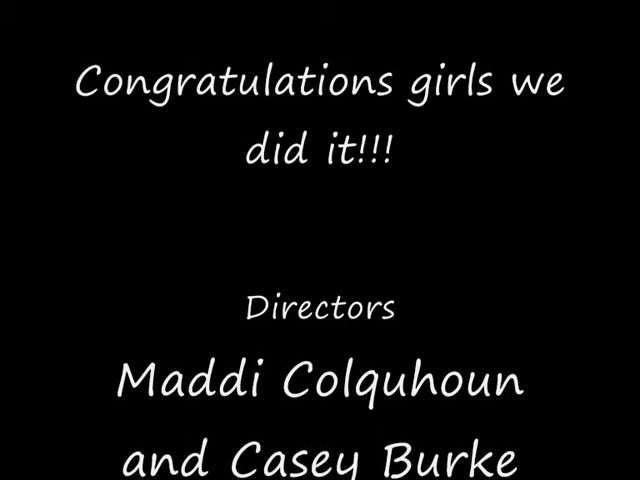 Congratulations girls we
did it!!!
Directors
Maddi Colquhoun
and Casey Burke